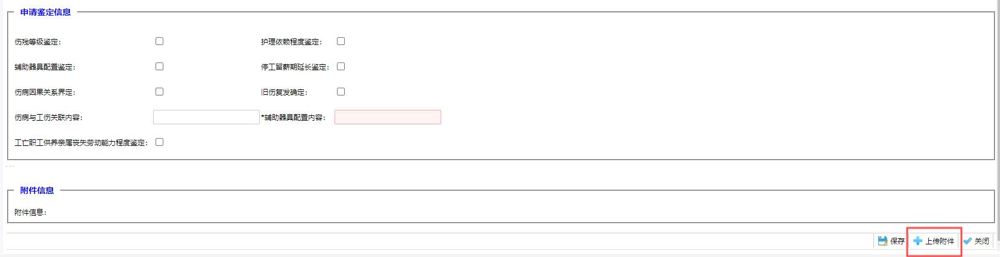 申请鉴定信息
伤残等级鉴定: 护理依赖程度鉴定:
辅助器具配置鉴定: 停工留薪期延长鉴定:
伤病因果关系界定: 旧伤复发确定:
伤病与工伤关联内容: *辅助器具配置内容:
工亡职工供养亲属丧失劳动能力程度鉴定:
...
附件信息
附件信息:
保存 上传附件 关闭